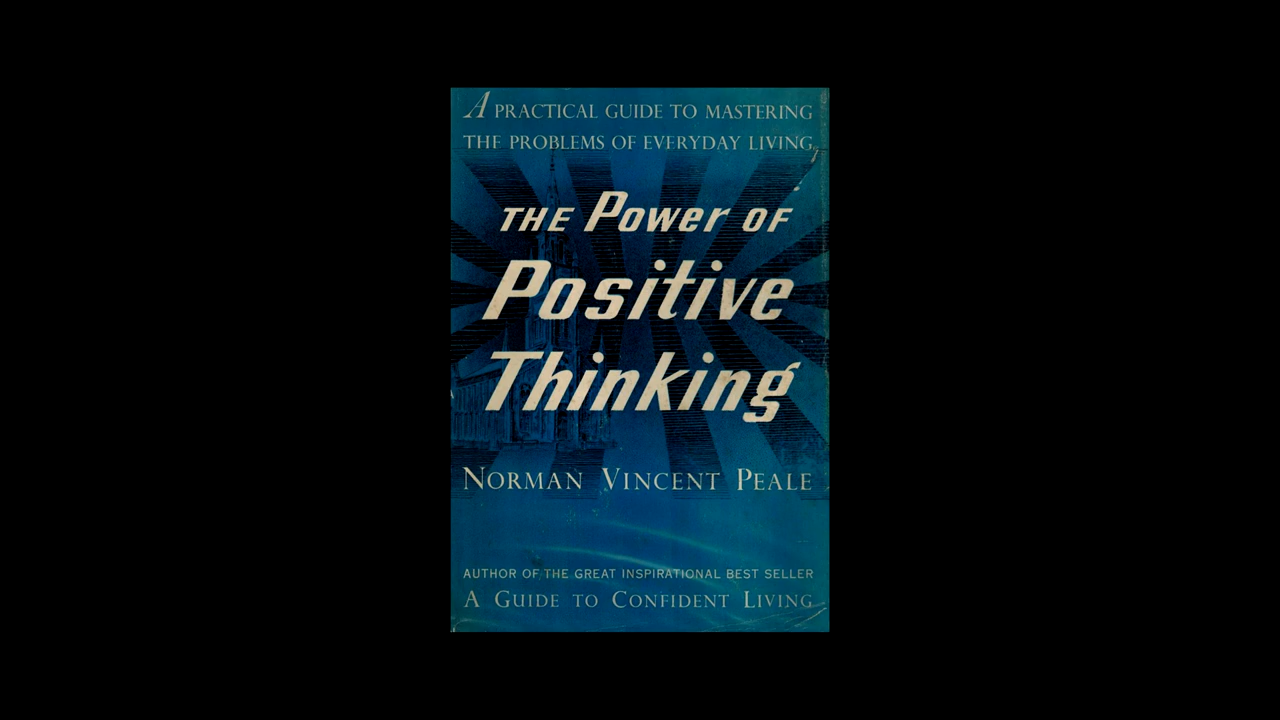 A PRACTICAL GUIDE TO MASTERING
THE PROBLEMS OF EVERYDAY LIVING
THE Power OF
Positive
Thinking
NORMAN VINCENT PEALE
AUTHOR OF THE GREAT INSPIRATIONAL BEST SELLER
A GUIDE TO CONFIDENT LIVING